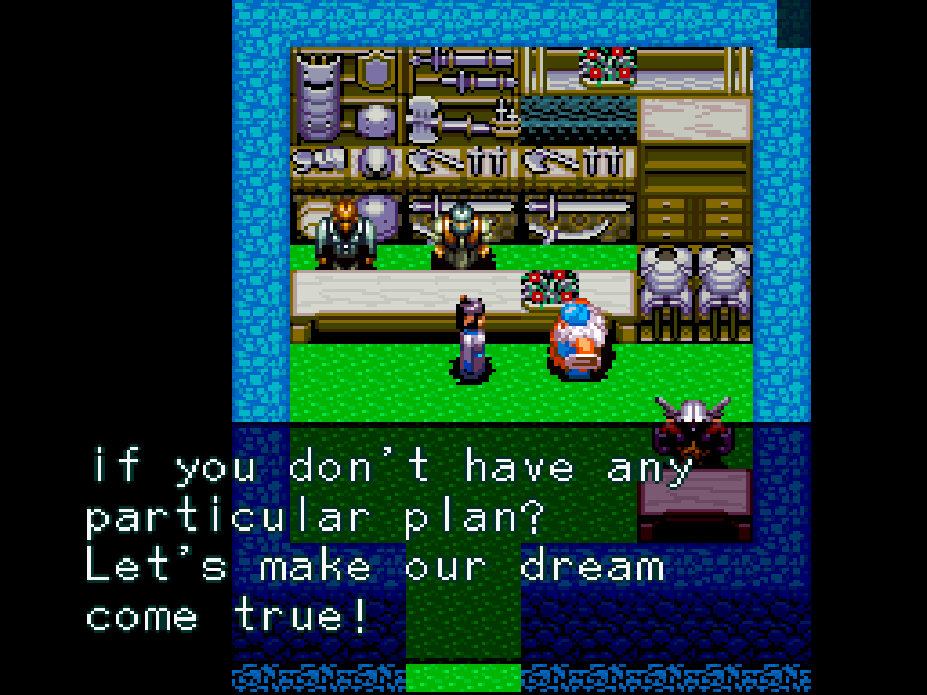 if you don't have any
particular plan?
Let's make our dream
come true!